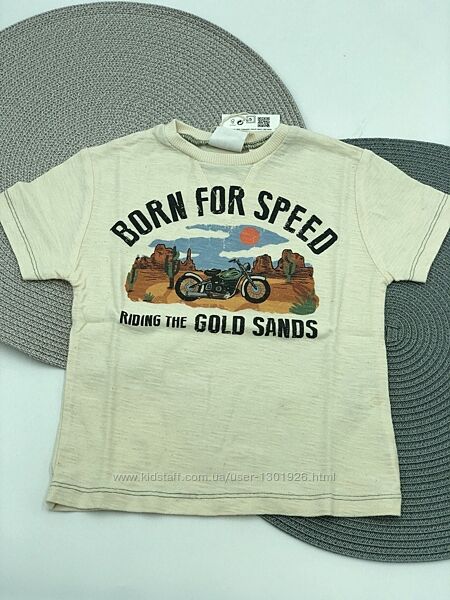 BORN FOR SPEED
RIDING THE GOLD SANDS
www.kidstaff.com.ua/user-1301926.html